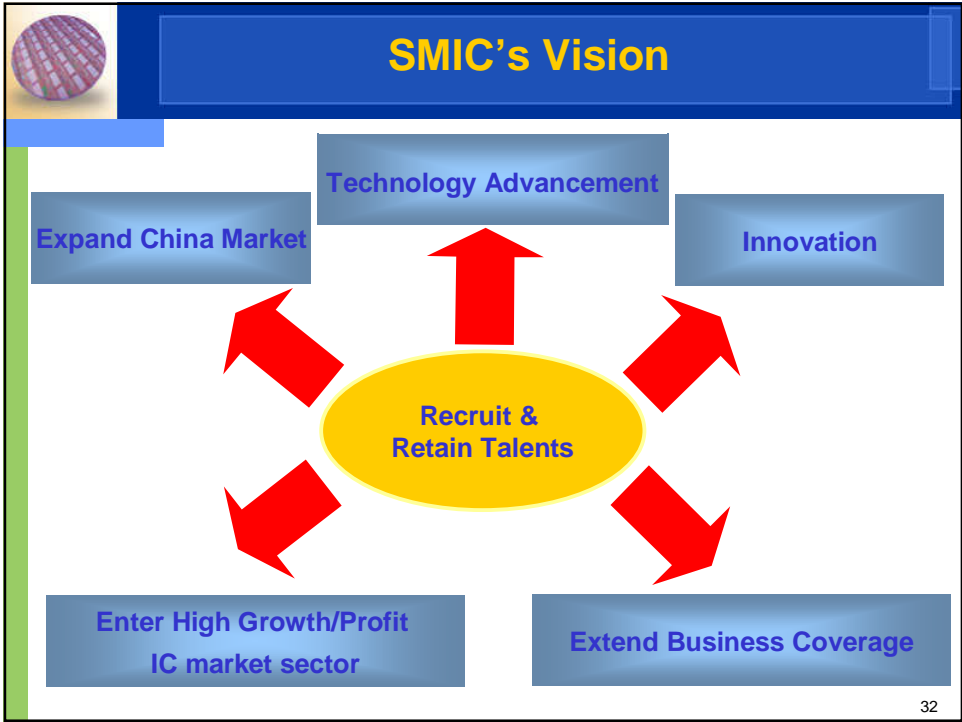 SMIC’s Vision
Technology Advancement
Expand China Market
Innovation
Recruit &
Retain Talents
Enter High Growth/Profit
IC market sector
Extend Business Coverage
32